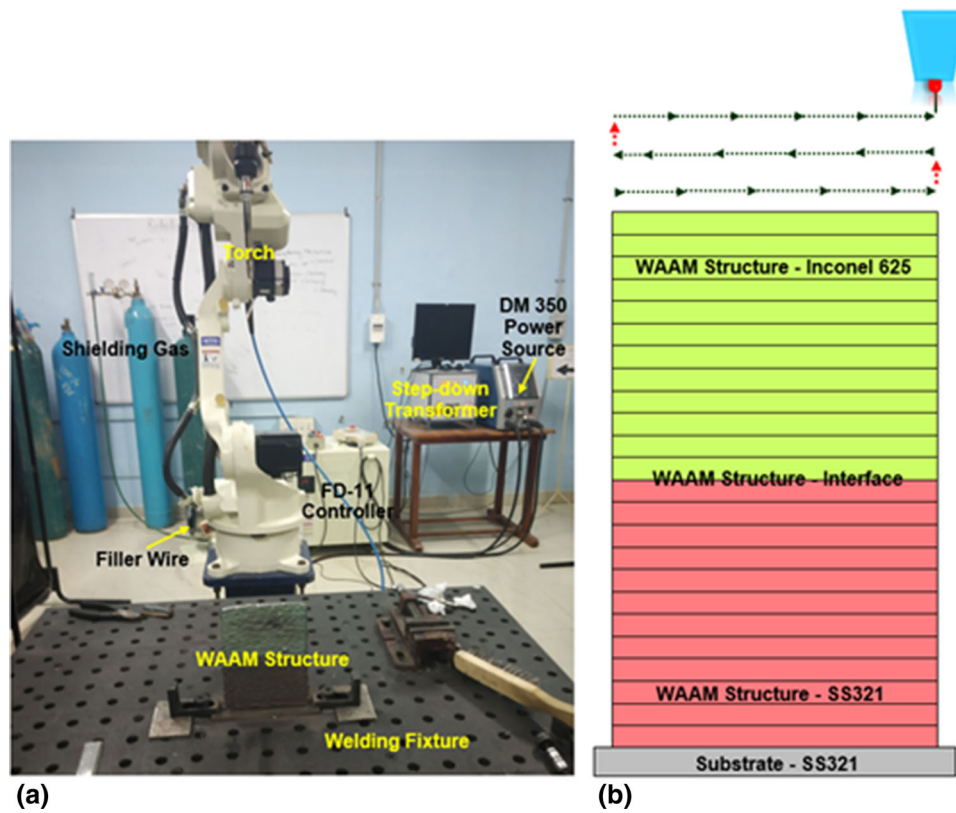 Torch
DM 350
Power
Source
Shielding Gas
Step-down
Transformer
FD-11
Controller
Filler Wire
WAAM Structure
Welding Fixture
(a)
WAAM Structure - Inconel 625
WAAM Structure - Interface
WAAM Structure - SS321
Substrate - SS321
(b)